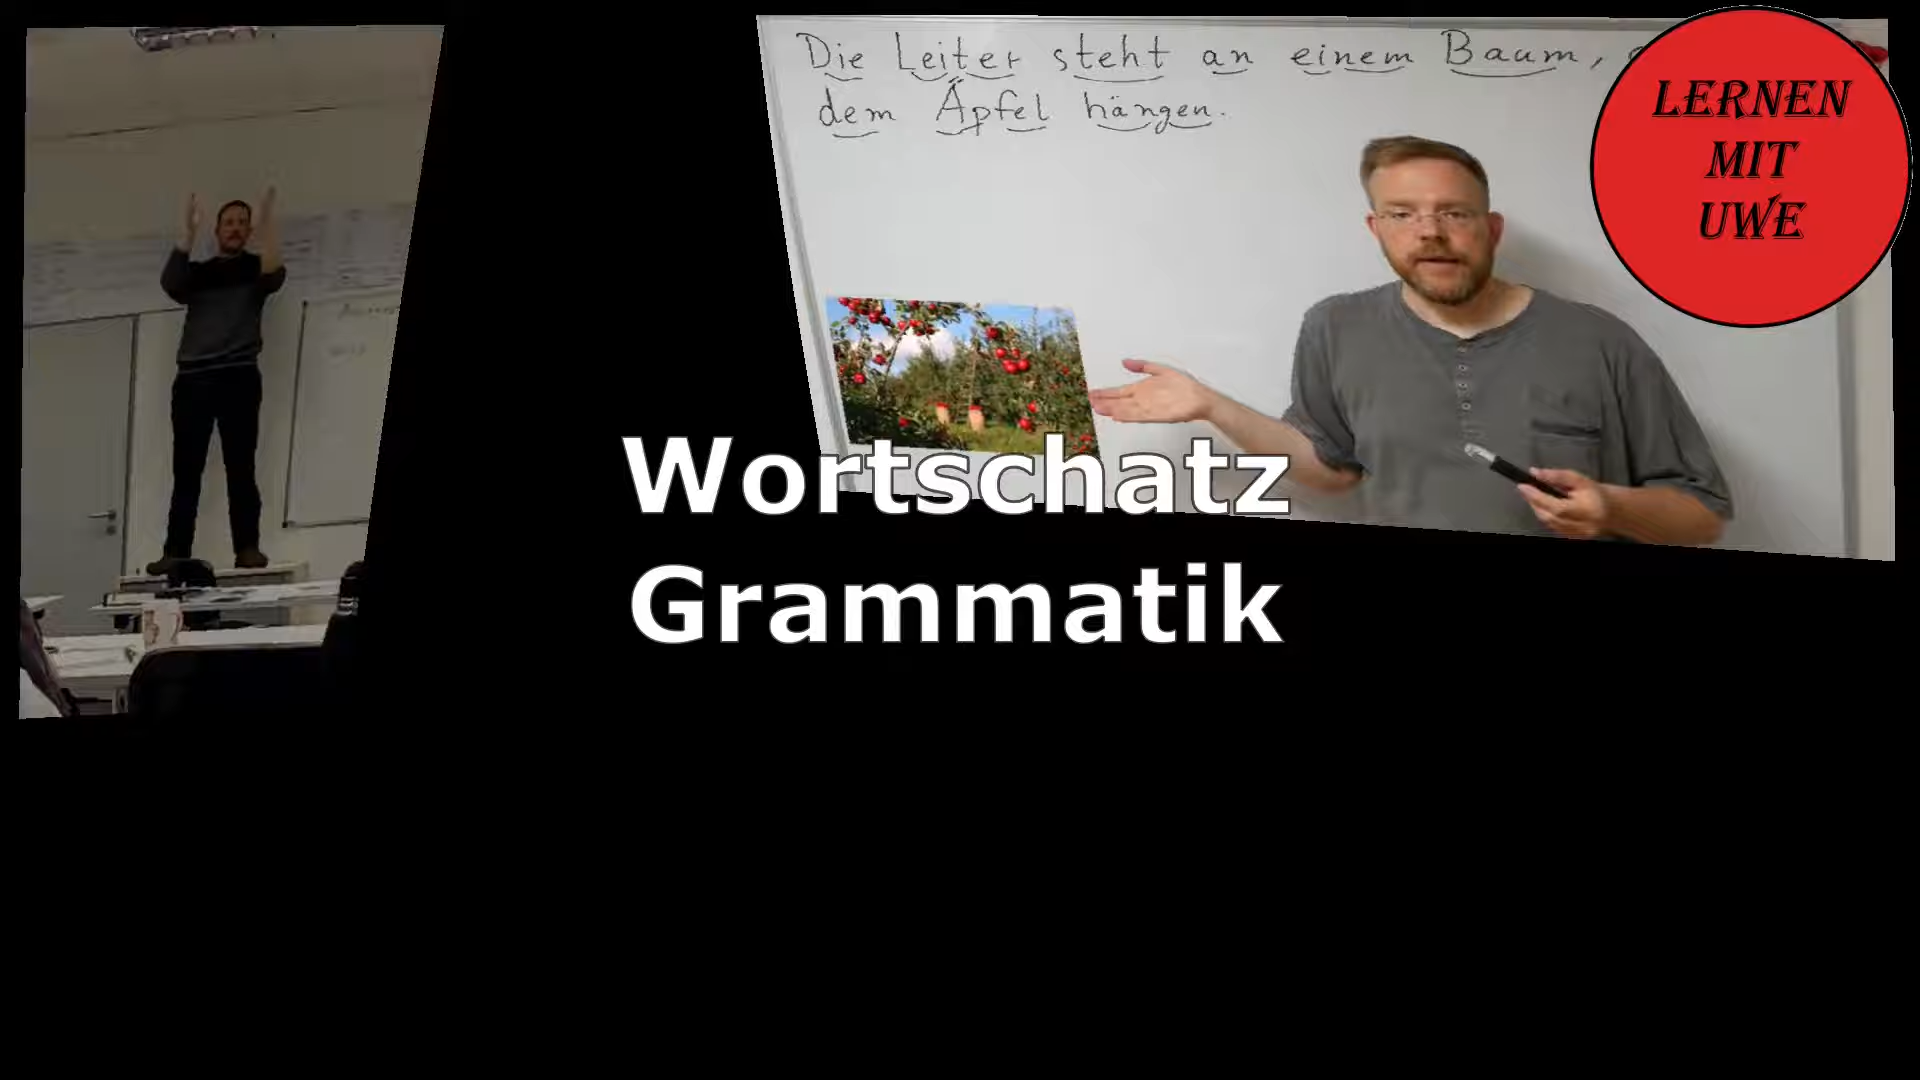 Die Leiter steht an einem Baum,
dem Äpfel hängen.
LERNEN
MIT
UWE
Wortschatz
Grammatik